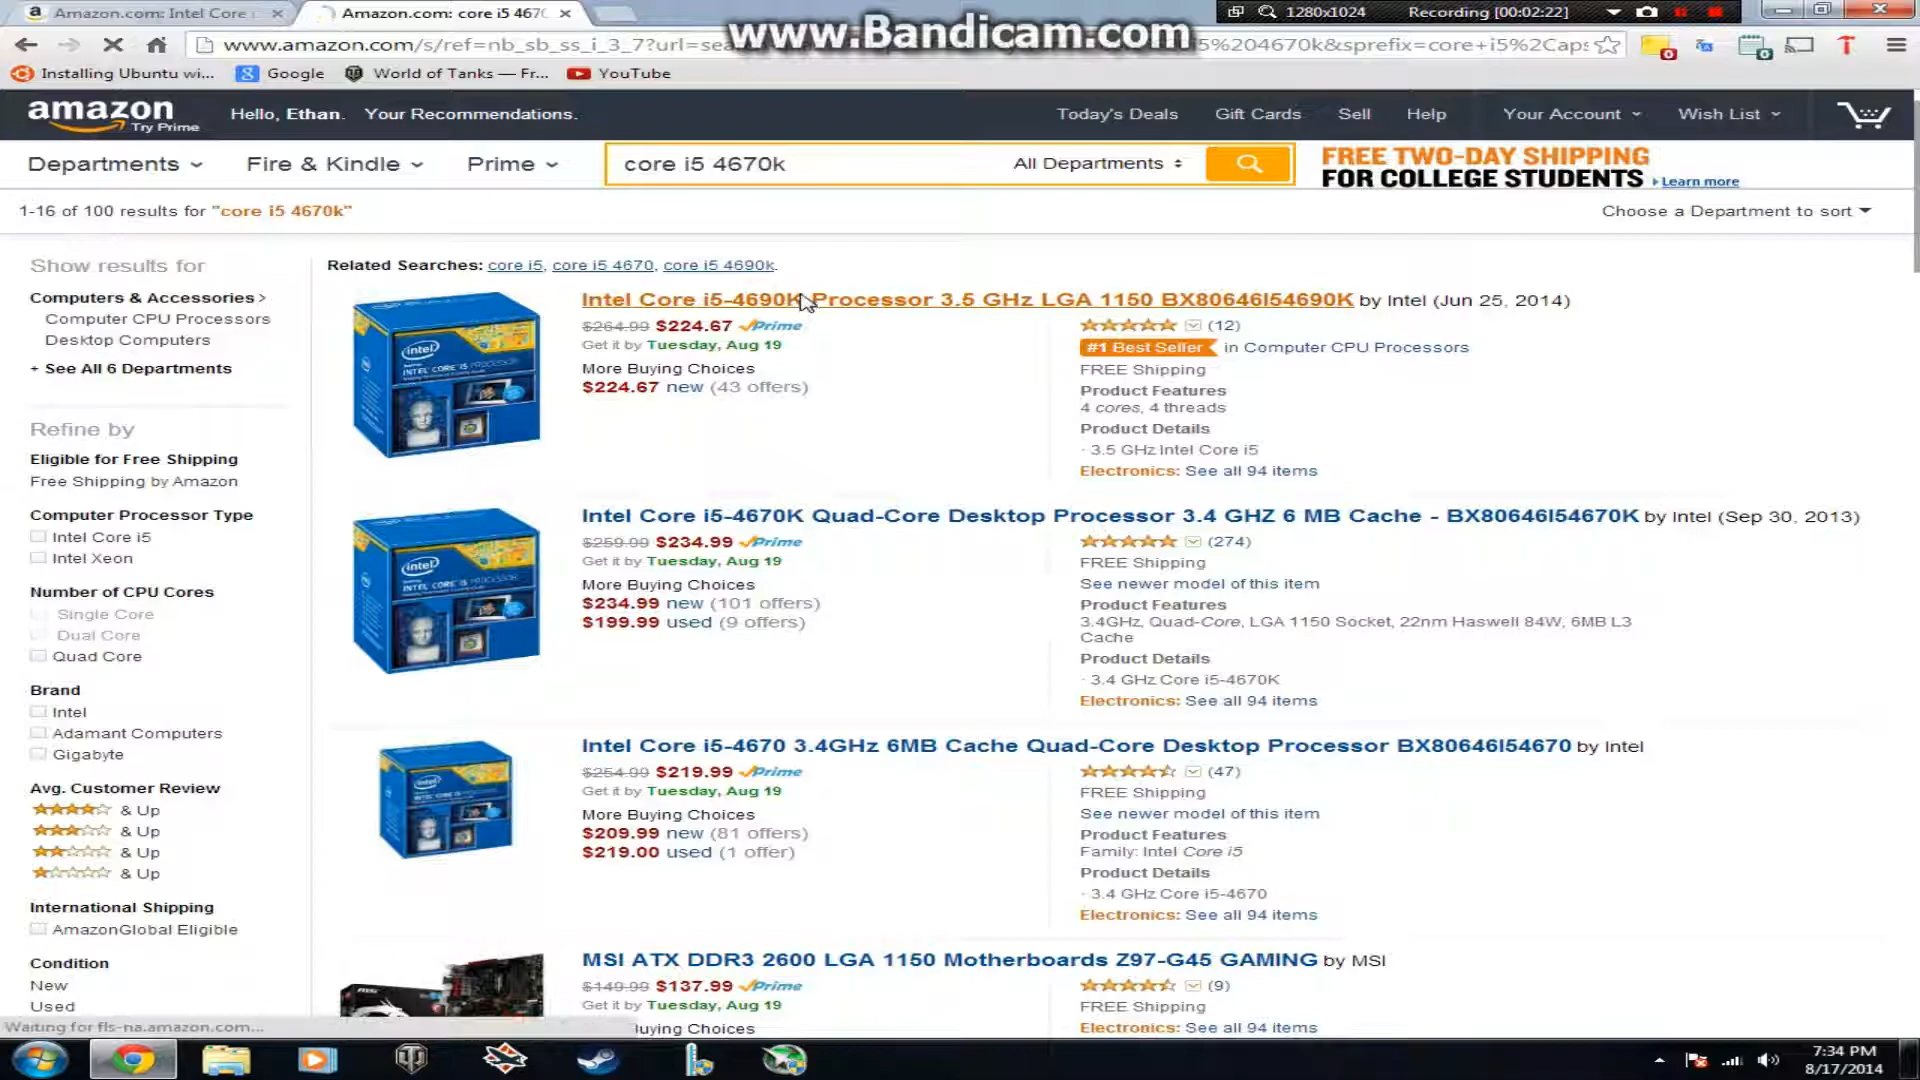 Amazon.com: Intel Core
Amazon.com: core i5 467
1280x1024
Recording [00:02:22]
www.Bandicam.com
www.amazon.com/s/ref=nb_sb_ss_i_3_7?url=sea
5%204670k&sprefix=core+i5%2Caps
Installing Ubuntu wi...
Google
World of Tanks — Fr...
YouTube
amazon
Try Prime
Hello, Ethan. Your Recommendations.
Today's Deals
Gift Cards
Sell
Help
Your Account
Wish List
Departments
Fire & Kindle
Prime
core i5 4670k
All Departments
FREE TWO-DAY SHIPPING
FOR COLLEGE STUDENTS
Learn more
1-16 of 100 results for "core i5 4670k"
Choose a Department to sort
Show results for
Computers & Accessories >
Computer CPU Processors
Desktop Computers
+ See All 6 Departments
Refine by
Eligible for Free Shipping
Free Shipping by Amazon
Computer Processor Type
Intel Core i5
Intel Xeon
Number of CPU Cores
Single Core
Dual Core
Quad Core
Brand
Intel
Adamant Computers
Gigabyte
Avg. Customer Review
& Up
& Up
& Up
& Up
International Shipping
AmazonGlobal Eligible
Condition
New
Used
Related Searches: core i5, core i5 4670, core i5 4690k.
Intel Core i5-4690K Processor 3.5 GHz LGA 1150 BX80646I54690K by Intel (Jun 25, 2014)
$264.99 $224.67 Prime
Get it by Tuesday, Aug 19
More Buying Choices
$224.67 new (43 offers)
(12)
#1 Best Seller in Computer CPU Processors
FREE Shipping
Product Features
4 cores, 4 threads
Product Details
· 3.5 GHz Intel Core i5
Electronics: See all 94 items
Intel Core i5-4670K Quad-Core Desktop Processor 3.4 GHZ 6 MB Cache - BX80646I54670K by Intel (Sep 30, 2013)
$259.99 $234.99 Prime
Get it by Tuesday, Aug 19
More Buying Choices
$234.99 new (101 offers)
$199.99 used (9 offers)
(274)
FREE Shipping
See newer model of this item
Product Features
3.4GHz, Quad-Core, LGA 1150 Socket, 22nm Haswell 84W, 6MB L3
Cache
Product Details
· 3.4 GHz Core i5-4670K
Electronics: See all 94 items
Intel Core i5-4670 3.4GHz 6MB Cache Quad-Core Desktop Processor BX80646I54670 by Intel
$254.99 $219.99 Prime
Get it by Tuesday, Aug 19
More Buying Choices
$209.99 new (81 offers)
$219.00 used (1 offer)
(47)
FREE Shipping
See newer model of this item
Product Features
Family: Intel Core i5
Product Details
· 3.4 GHz Core i5-4670
Electronics: See all 94 items
MSI ATX DDR3 2600 LGA 1150 Motherboards Z97-G45 GAMING by MSI
$149.99 $137.99 Prime
Get it by Tuesday, Aug 19
Buying Choices
(9)
FREE Shipping
Electronics: See all 94 items
Waiting for fls-na.amazon.com...
7:34 PM
8/17/2014